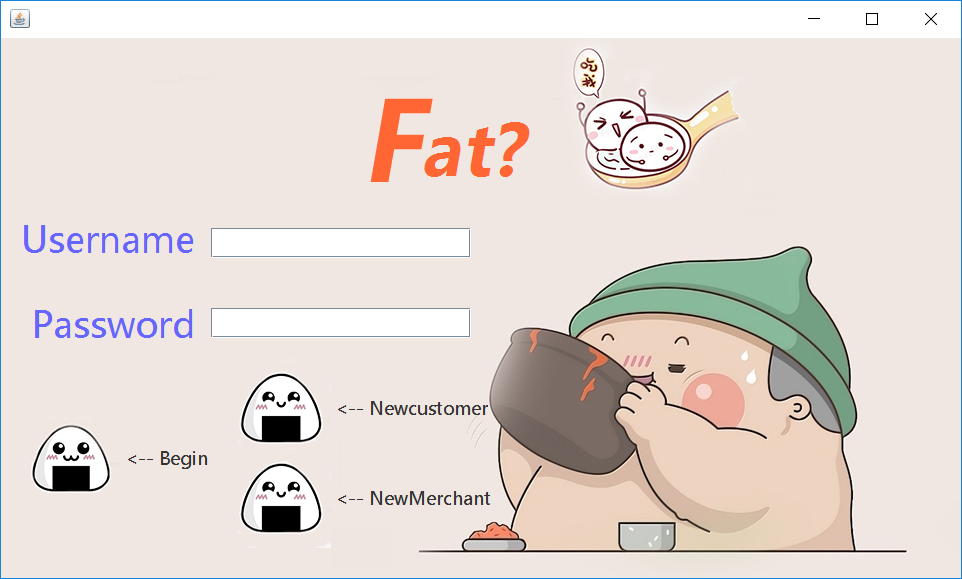 Fat?
Username
Password
<-- Newcustomer
<-- Begin
<-- NewMerchant